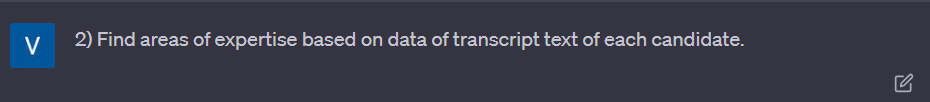 V
2) Find areas of expertise based on data of transcript text of each candidate.